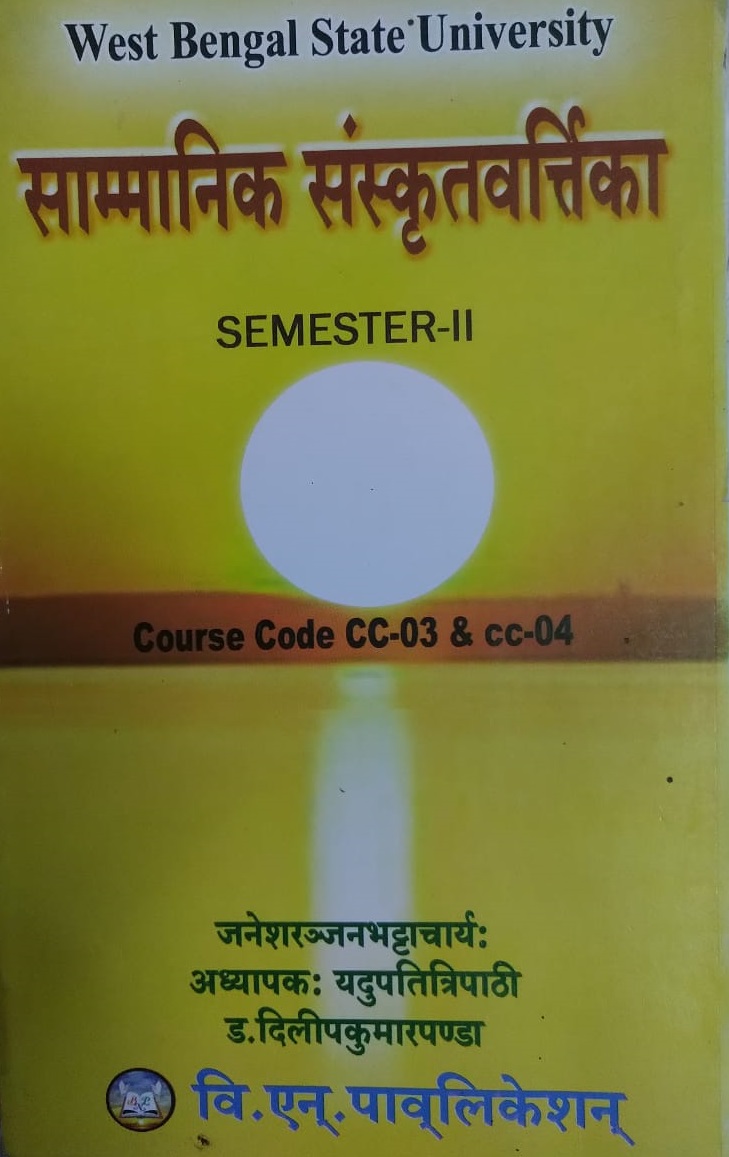 West Bengal State University
साम्मानिक संस्कृतवर्त्तिका
SEMESTER-II
Course Code CC-03 & cc-04
जनेशरञ्जनभट्टाचार्य:
अध्यापक: यदुपतित्रिपाठी
ड.दिलीपकुमारपण्डा
वि.एन्.पाव्‌लिकेशन्